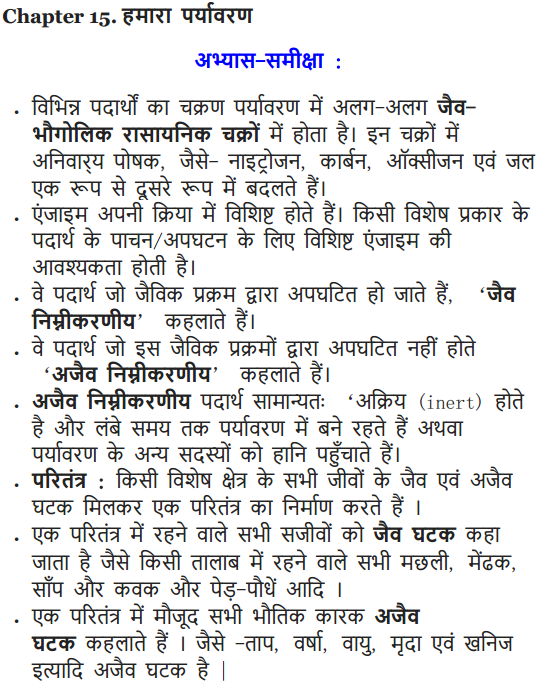 Chapter 15. हमारा पर्यावरण
अभ्यास-समीक्षा :
• विभिन्न पदार्थों का चक्रण पर्यावरण में अलग-अलग जैव-
भौगोलिक रासायनिक चक्रों में होता है। इन चक्रों में
अनिवार्य पोषक, जैसे- नाइट्रोजन, कार्बन, ऑक्सीजन एवं जल
एक रूप से दूसरे रूप में बदलते हैं।
• एंजाइम अपनी क्रिया में विशिष्ट होते हैं। किसी विशेष प्रकार के
पदार्थ के पाचन/अपघटन के लिए विशिष्ट एंजाइम की
आवश्यकता होती है।
• वे पदार्थ जो जैविक प्रक्रम द्वारा अपघटित हो जाते हैं, ‘जैव
निम्नीकरणीय’ कहलाते हैं।
• वे पदार्थ जो इस जैविक प्रक्रमों द्वारा अपघटित नहीं होते
‘अजैव निम्नीकरणीय’ कहलाते हैं।
• अजैव निम्नीकरणीय पदार्थ सामान्यतः ‘अक्रिय (inert) होते
है और लंबे समय तक पर्यावरण में बने रहते हैं अथवा
पर्यावरण के अन्य सदस्यों को हानि पहुँचाते हैं।
• परितंत्र : किसी विशेष क्षेत्र के सभी जीवों के जैव एवं अजैव
घटक मिलकर एक परितंत्र का निर्माण करते हैं ।
• एक परितंत्र में रहने वाले सभी सजीवों को जैव घटक कहा
जाता है जैसे किसी तालाब में रहने वाले सभी मछली, मेंढक,
साँप और कवक और पेड़-पौधें आदि ।
• एक परितंत्र में मौजूद सभी भौतिक कारक अजैव
घटक कहलाते हैं । जैसे -ताप, वर्षा, वायु, मृदा एवं खनिज
इत्यादि अजैव घटक है |